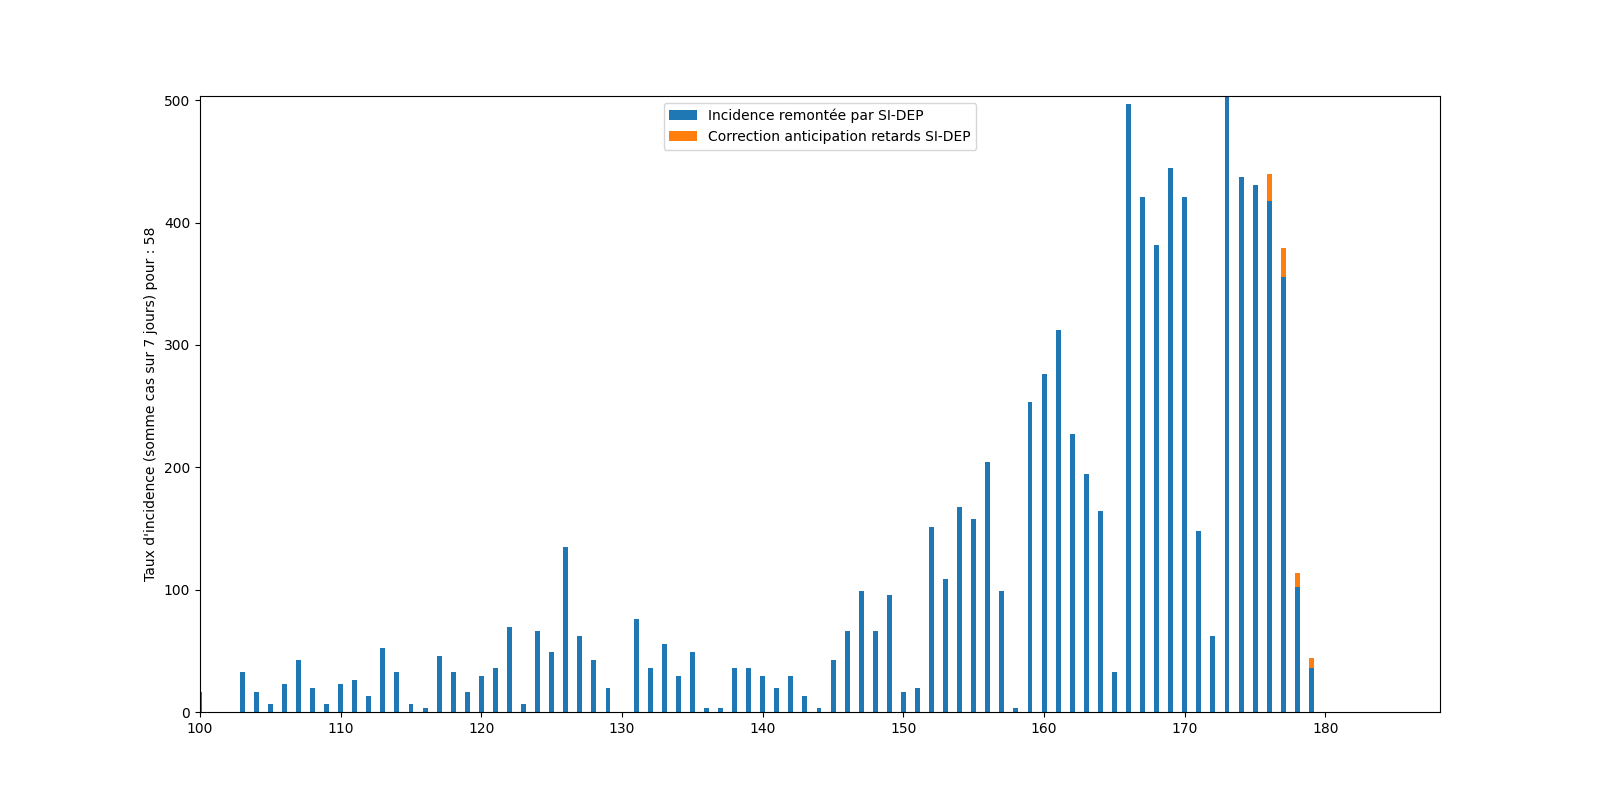 Incidence remontée par SI-DEP
Correction anticipation retards SI-DEP
Taux d'incidence (somme cas sur 7 jours) pour : 58
500
400
300
200
100
0
100 110 120 130 140 150 160 170 180